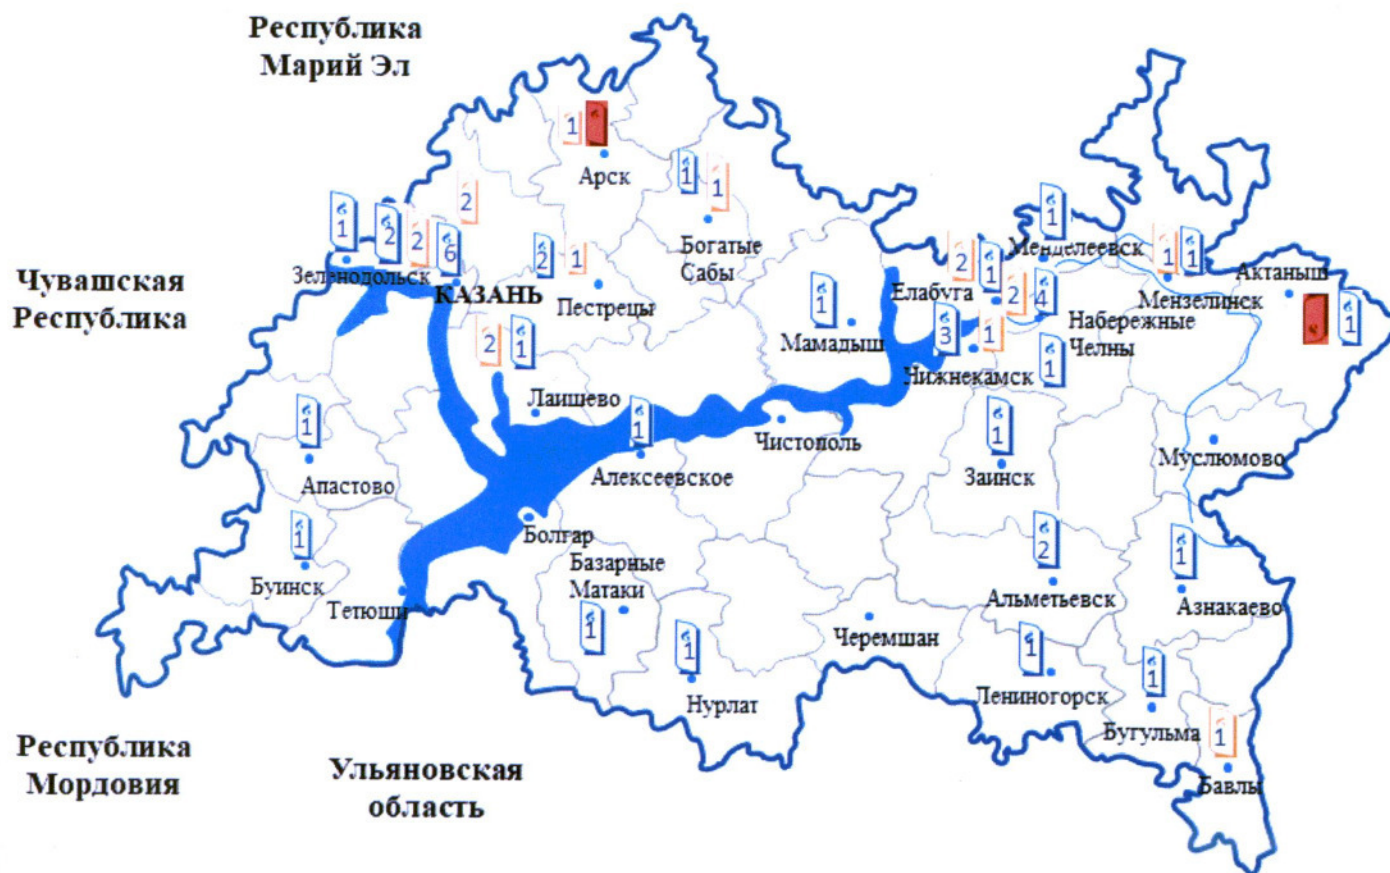 Республика
Марий Эл
1
Арск
1
1
2
1
2
2
6
2
1
1
1
2
1
1
1
Богатые
Сабы
Менделеевск
Зеленодольск
Чувашская
Республика
КАЗАНЬ
Пестрецы
Елабуга
2
4
Мензелинск
Актаныш
1
1
Мамадыш
3
1
Набережные
Челны
2
1
Нижнекамск
1
Лаишево
1
1
Чистополь
1
Алексеевское
Заинск
Муслюмово
Апастово
1
Болгар
2
1
Базарные
Матаки
Буинск
Тетюши
Альметьевск
Азнакаево
1
1
Черемшан
1
1
Нурлат
Лениногорск
Бугульма
1
Бавлы
Республика
Мордовия
Ульяновская
область